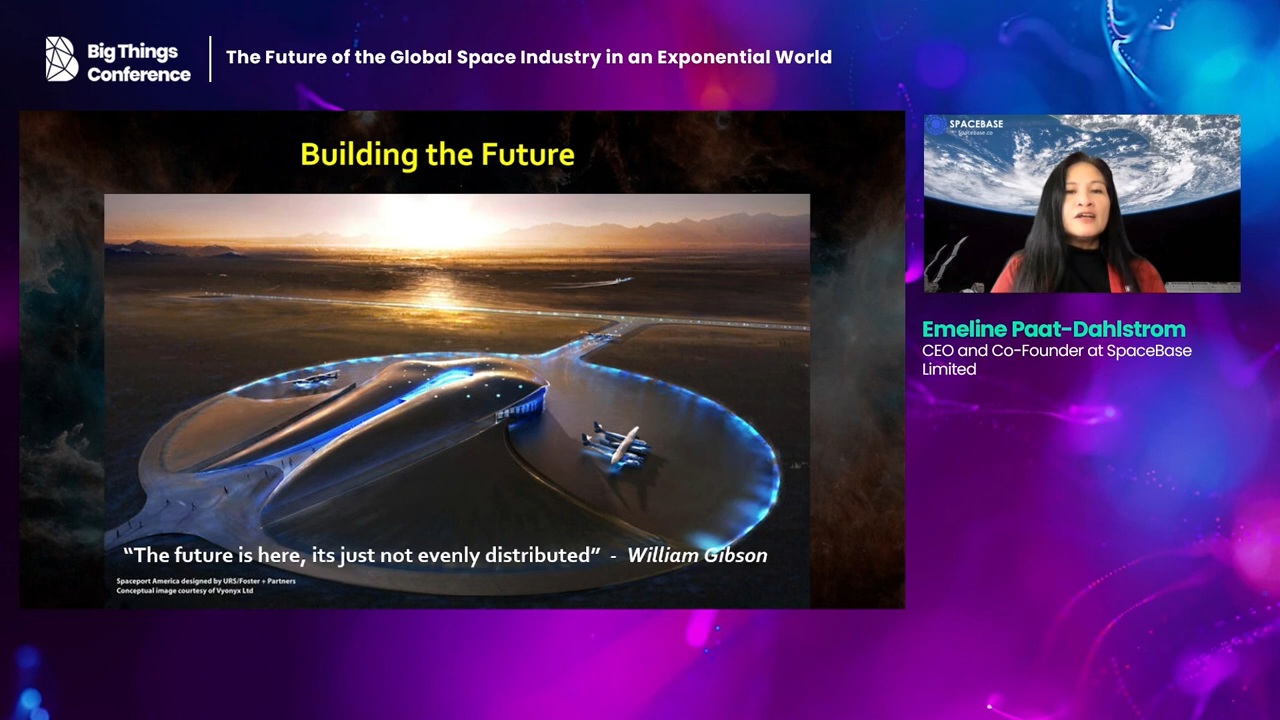 Big Things
Conference
The Future of the Global Space Industry in an Exponential World
Building the Future
“The future is here, its just not evenly distributed” - William Gibson
Spaceport America designed by URS/Foster + Partners
Conceptual image courtesy of Vyonyx Ltd
SPACEBASE
Spacebase.co
Emeline Paat-Dahlstrom
CEO and Co-Founder at SpaceBase
Limited